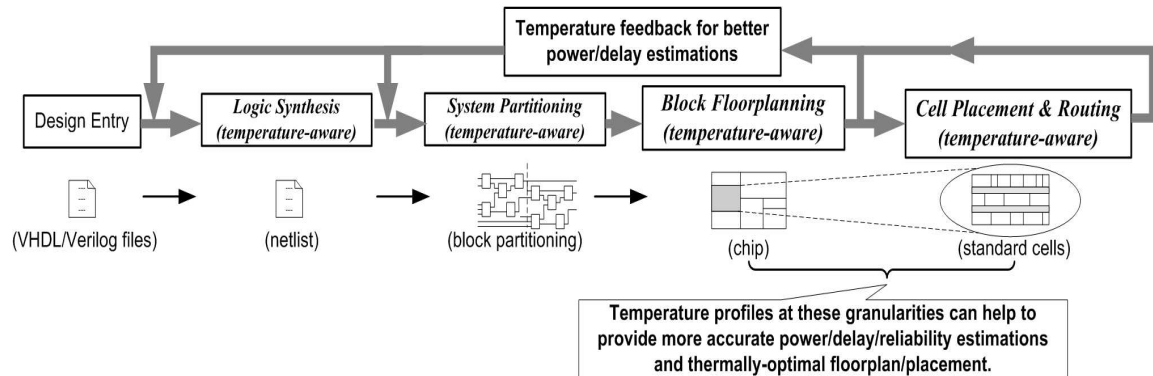 Temperature feedback for better
power/delay estimations
Design Entry
Logic Synthesis
(temperature-aware)
System Partitioning
(temperature-aware)
Block Floorplanning
(temperature-aware)
Cell Placement & Routing
(temperature-aware)
(VHDL/Verilog files)
(netlist)
(block partitioning)
(chip)
(standard cells)
Temperature profiles at these granularities can help to
provide more accurate power/delay/reliability estimations
and thermally-optimal floorplan/placement.